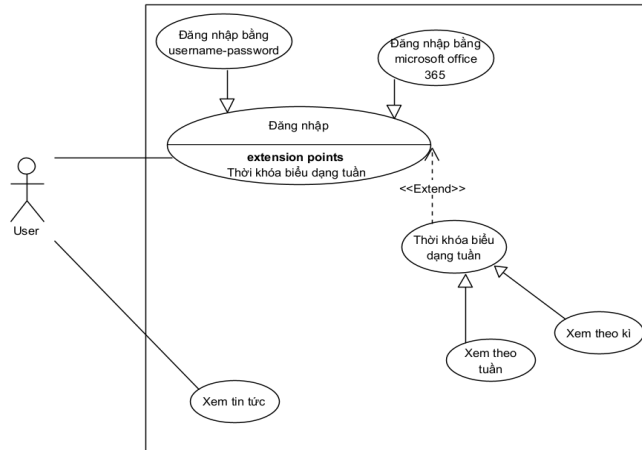 Đăng nhập bằng
username-password
Đăng nhập bằng
microsoft office
365
Đăng nhập
extension points
Thời khóa biểu dạng tuần
<<Extend>>
User
Thời khóa biểu
dạng tuần
Xem theo kì
Xem theo
tuần
Xem tin tức